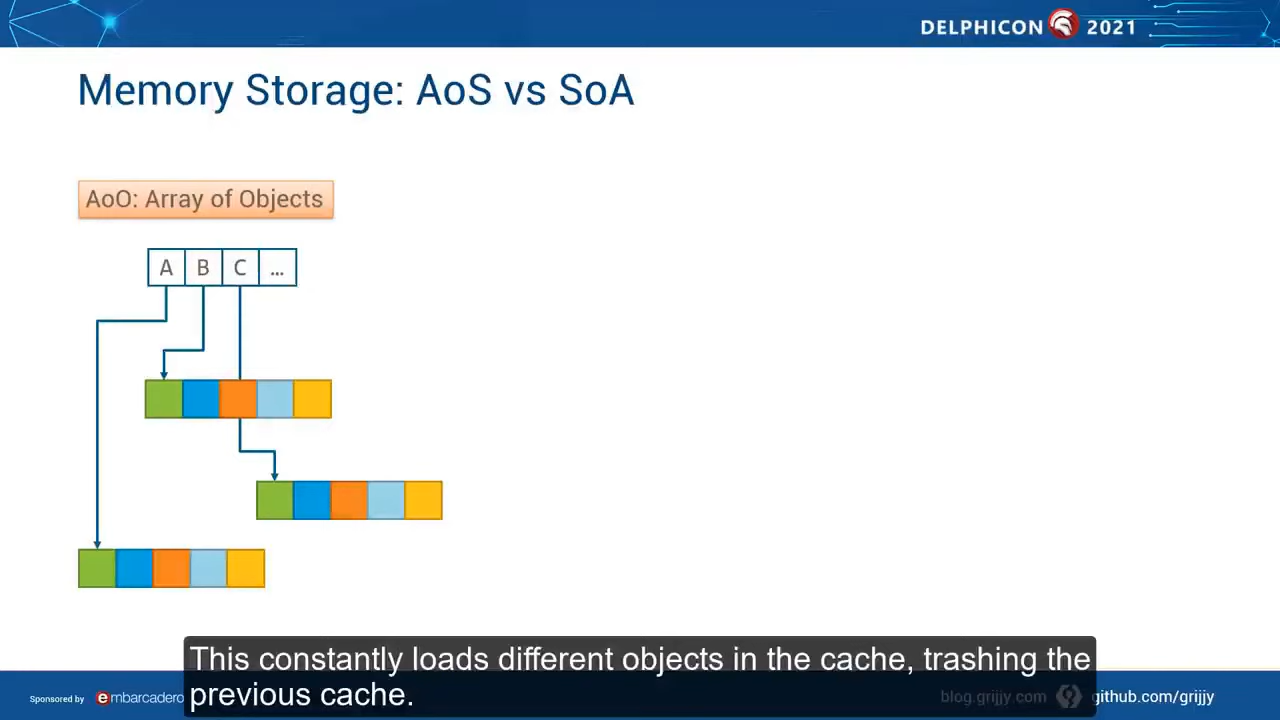 DELPHICON 2021
Memory Storage: AoS vs SoA
AoO: Array of Objects
A B C ...
This constantly loads different objects in the cache, trashing the
previous cache.
Sponsored by embarcadero
blog.grijjy.com github.com/grijjy